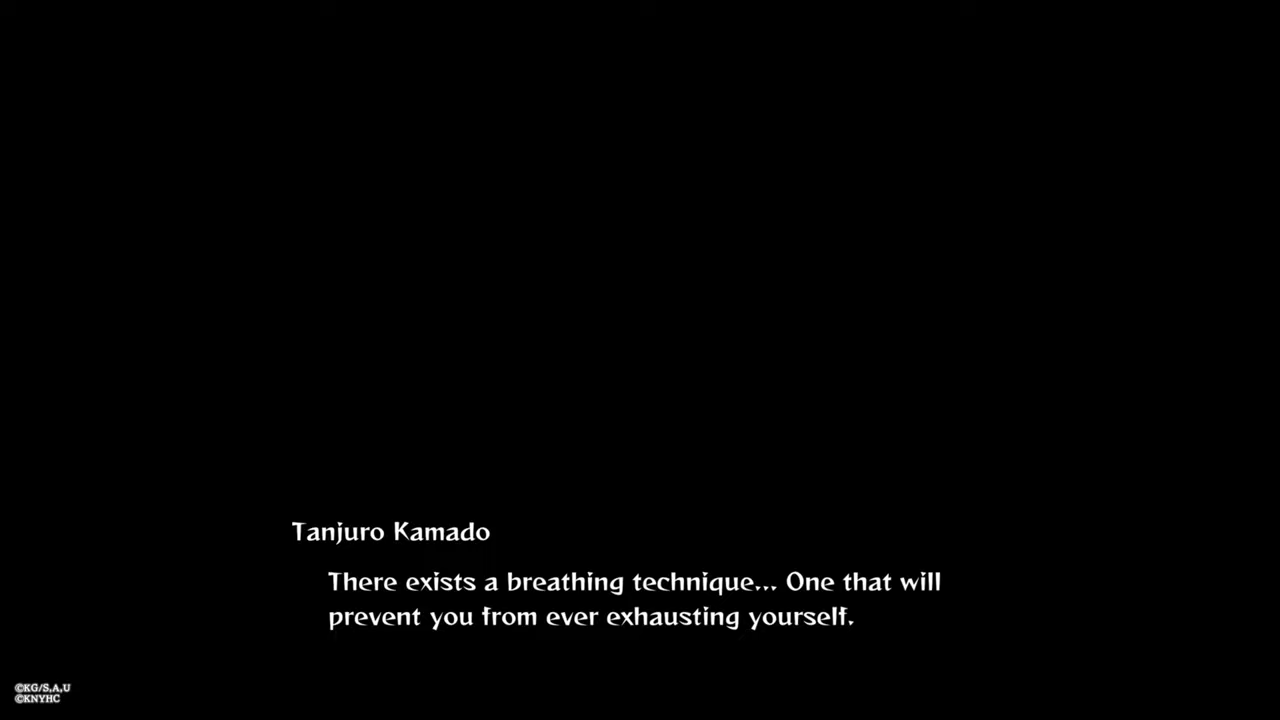 Tanjuro Kamado
There exists a breathing technique... One that will
prevent you from ever exhausting yourself.
©KG/S,A,U
©KNYHC